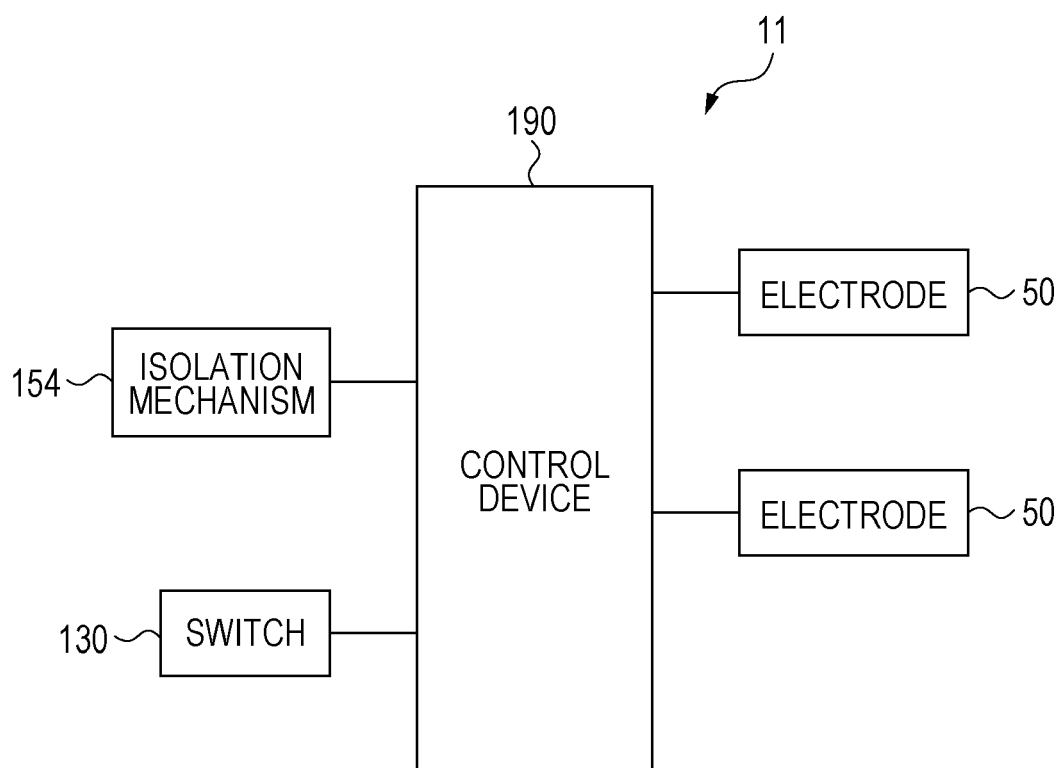 11
190
ELECTRODE
50
ISOLATION
MECHANISM
154
CONTROL
DEVICE
ELECTRODE
50
SWITCH
130